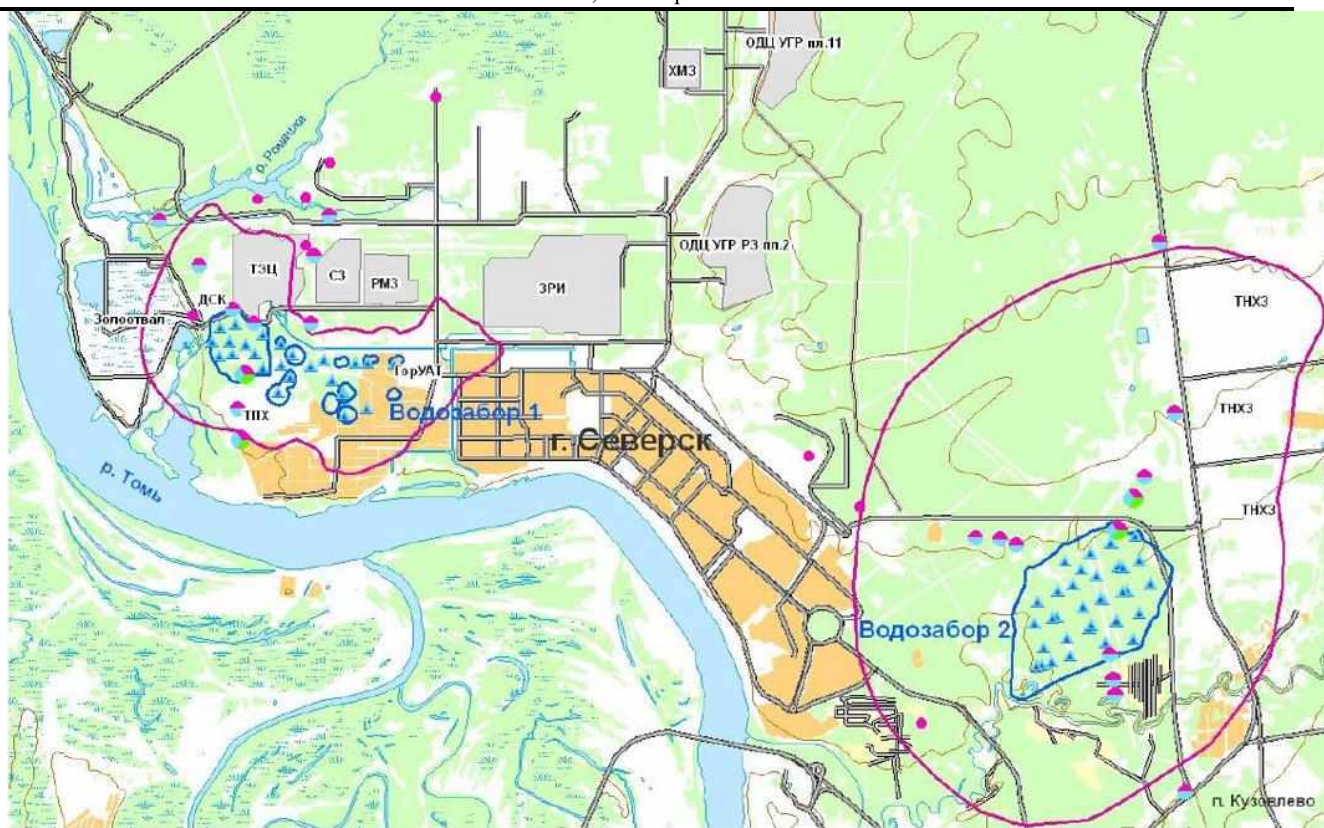 ОДЦ УГР пл.11
ХМЗ
р. Ромашка
ОДЦ УГР РЗ пл.2
ТЭЦ
СЗ
РМЗ
ЗРИ
ТНХЗ
ДСК
Золоотвал
ГорУАТ
ТНХЗ
ТПХ
Водозабор 1
г. Северск
р. Томь
ТНХЗ
Водозабор 2
п. Кузовлево